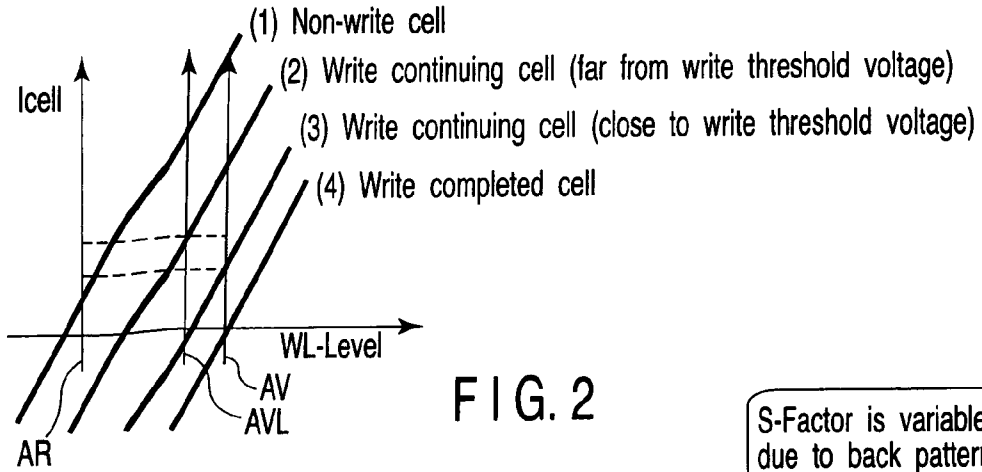 (1) Non-write cell
(2) Write continuing cell (far from write threshold voltage)
Icell
(3) Write continuing cell (close to write threshold voltage)
(4) Write completed cell
WL-Level
AV
AVL
AR
FIG. 2
S-Factor is variable
due to back pattern